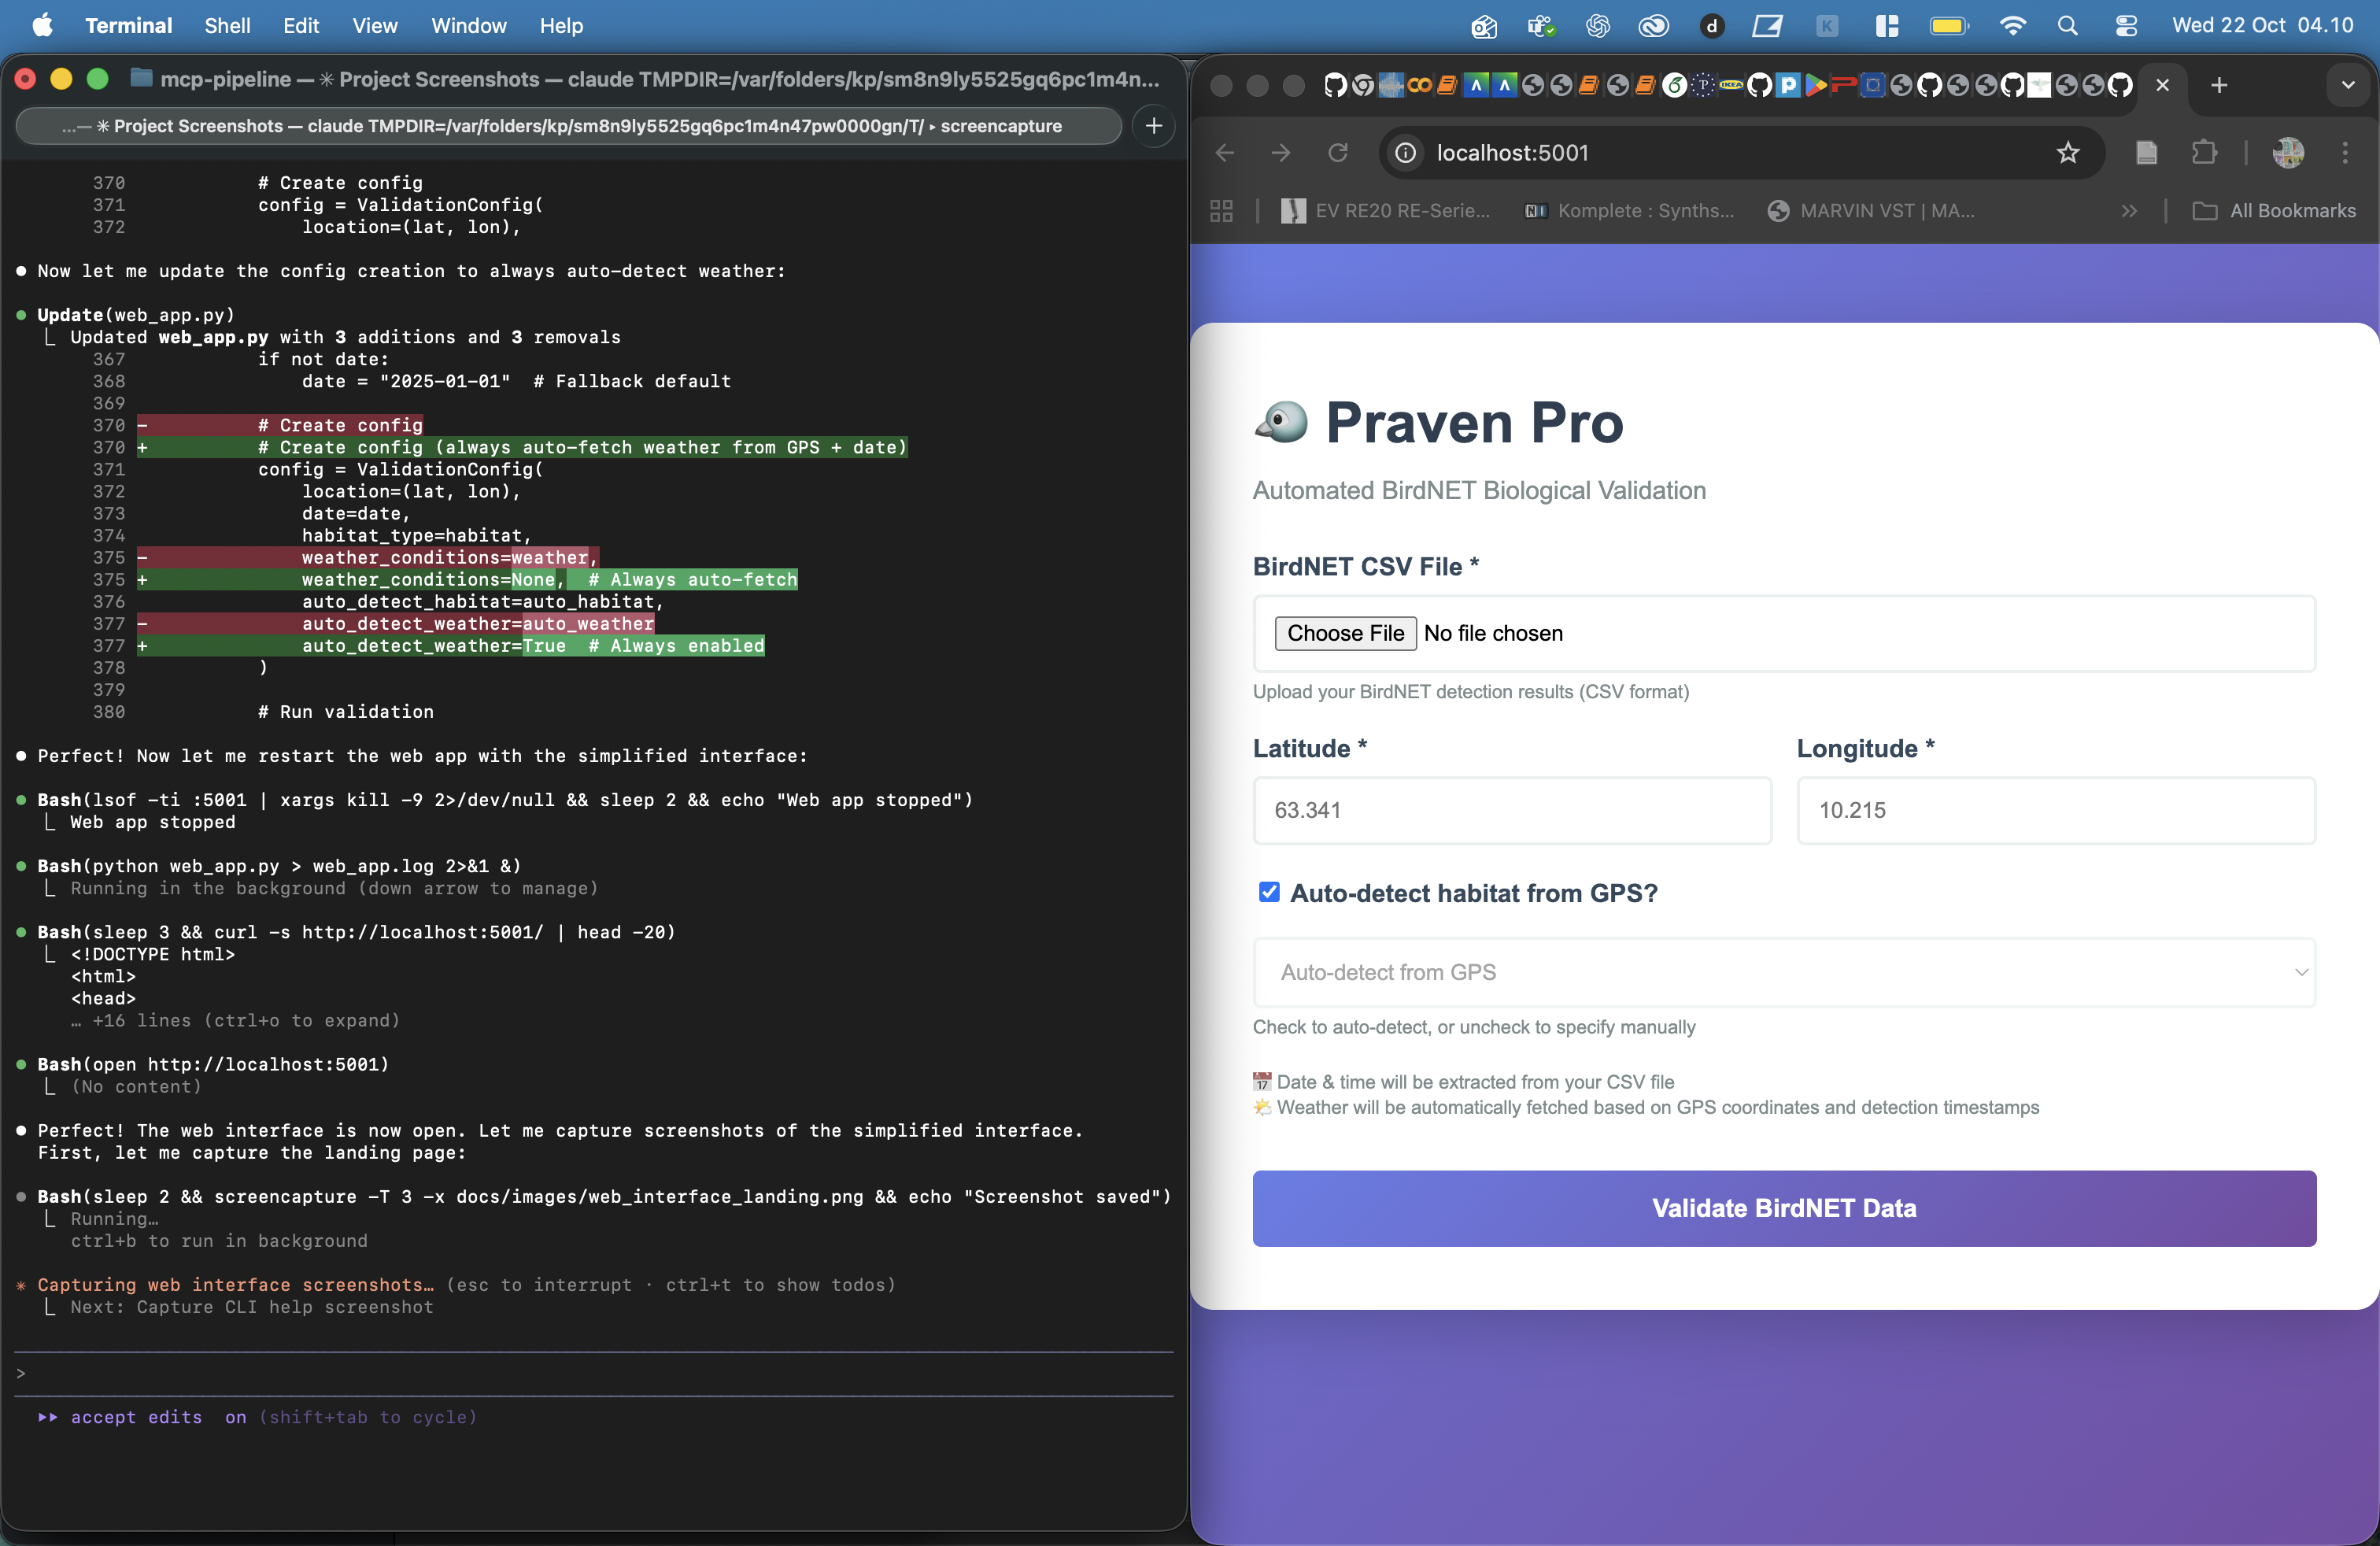 Terminal Shell Edit View Window Help
Wed 22 Oct 04.10
mcp-pipeline — ✳ Project Screenshots — claude TMPDIR=/var/folders/kp/sm8n9ly5525gq6pc1m4n...
...— ✳ Project Screenshots — claude TMPDIR=/var/folders/kp/sm8n9ly5525gq6pc1m4n47pw0000gn/T/ ▸ screencapture
370 # Create config
371 config = ValidationConfig(
372 location=(lat, lon),
● Now let me update the config creation to always auto-detect weather:
● Update(web_app.py)
⎿ Updated web_app.py with 3 additions and 3 removals
367 if not date:
368 date = "2025-01-01" # Fallback default
369
370 - # Create config
370 + # Create config (always auto-fetch weather from GPS + date)
371 config = ValidationConfig(
372 location=(lat, lon),
373 date=date,
374 habitat_type=habitat,
375 - weather_conditions=weather,
375 + weather_conditions=None, # Always auto-fetch
376 auto_detect_habitat=auto_habitat,
377 - auto_detect_weather=auto_weather
377 + auto_detect_weather=True # Always enabled
378 )
379
380 # Run validation
● Perfect! Now let me restart the web app with the simplified interface:
● Bash(lsof -ti :5001 | xargs kill -9 2>/dev/null && sleep 2 && echo "Web app stopped")
⎿ Web app stopped
● Bash(python web_app.py > web_app.log 2>&1 &)
⎿ Running in the background (down arrow to manage)
● Bash(sleep 3 && curl -s http://localhost:5001/ | head -20)
⎿ <!DOCTYPE html>
<html>
<head>
… +16 lines (ctrl+o to expand)
● Bash(open http://localhost:5001)
⎿ (No content)
● Perfect! The web interface is now open. Let me capture screenshots of the simplified interface.
First, let me capture the landing page:
● Bash(sleep 2 && screencapture -T 3 -x docs/images/web_interface_landing.png && echo "Screenshot saved")
⎿ Running…
ctrl+b to run in background
✳ Capturing web interface screenshots… (esc to interrupt · ctrl+t to show todos)
⎿ Next: Capture CLI help screenshot
>
▸▸ accept edits on (shift+tab to cycle)
localhost:5001
EV RE20 RE-Serie...
NI Komplete : Synths...
MARVIN VST | MA...
» All Bookmarks
Praven Pro
Automated BirdNET Biological Validation
BirdNET CSV File *
Choose File No file chosen
Upload your BirdNET detection results (CSV format)
Latitude * Longitude *
63.341 10.215
Auto-detect habitat from GPS?
Auto-detect from GPS
Check to auto-detect, or uncheck to specify manually
📅 Date & time will be extracted from your CSV file
🌤️ Weather will be automatically fetched based on GPS coordinates and detection timestamps
Validate BirdNET Data